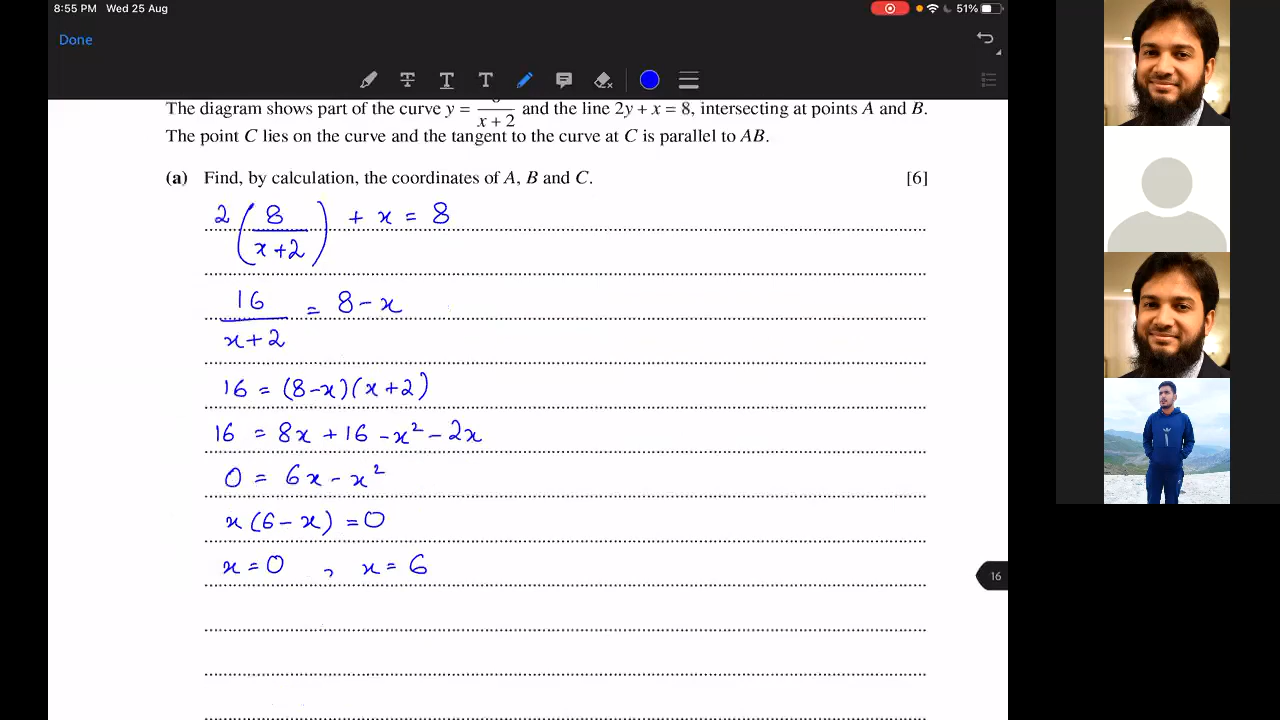 8:55 PM Wed 25 Aug
51%
Done
T T T
The diagram shows part of the curve y = 8/(x + 2) and the line 2y + x = 8, intersecting at points A and B.
The point C lies on the curve and the tangent to the curve at C is parallel to AB.
(a) Find, by calculation, the coordinates of A, B and C. [6]
2(8/(x+2)) + x = 8
16/(x+2) = 8 - x
16 = (8-x)(x+2)
16 = 8x + 16 - x² - 2x
0 = 6x - x²
x(6 - x) = 0
x = 0 , x = 6
16